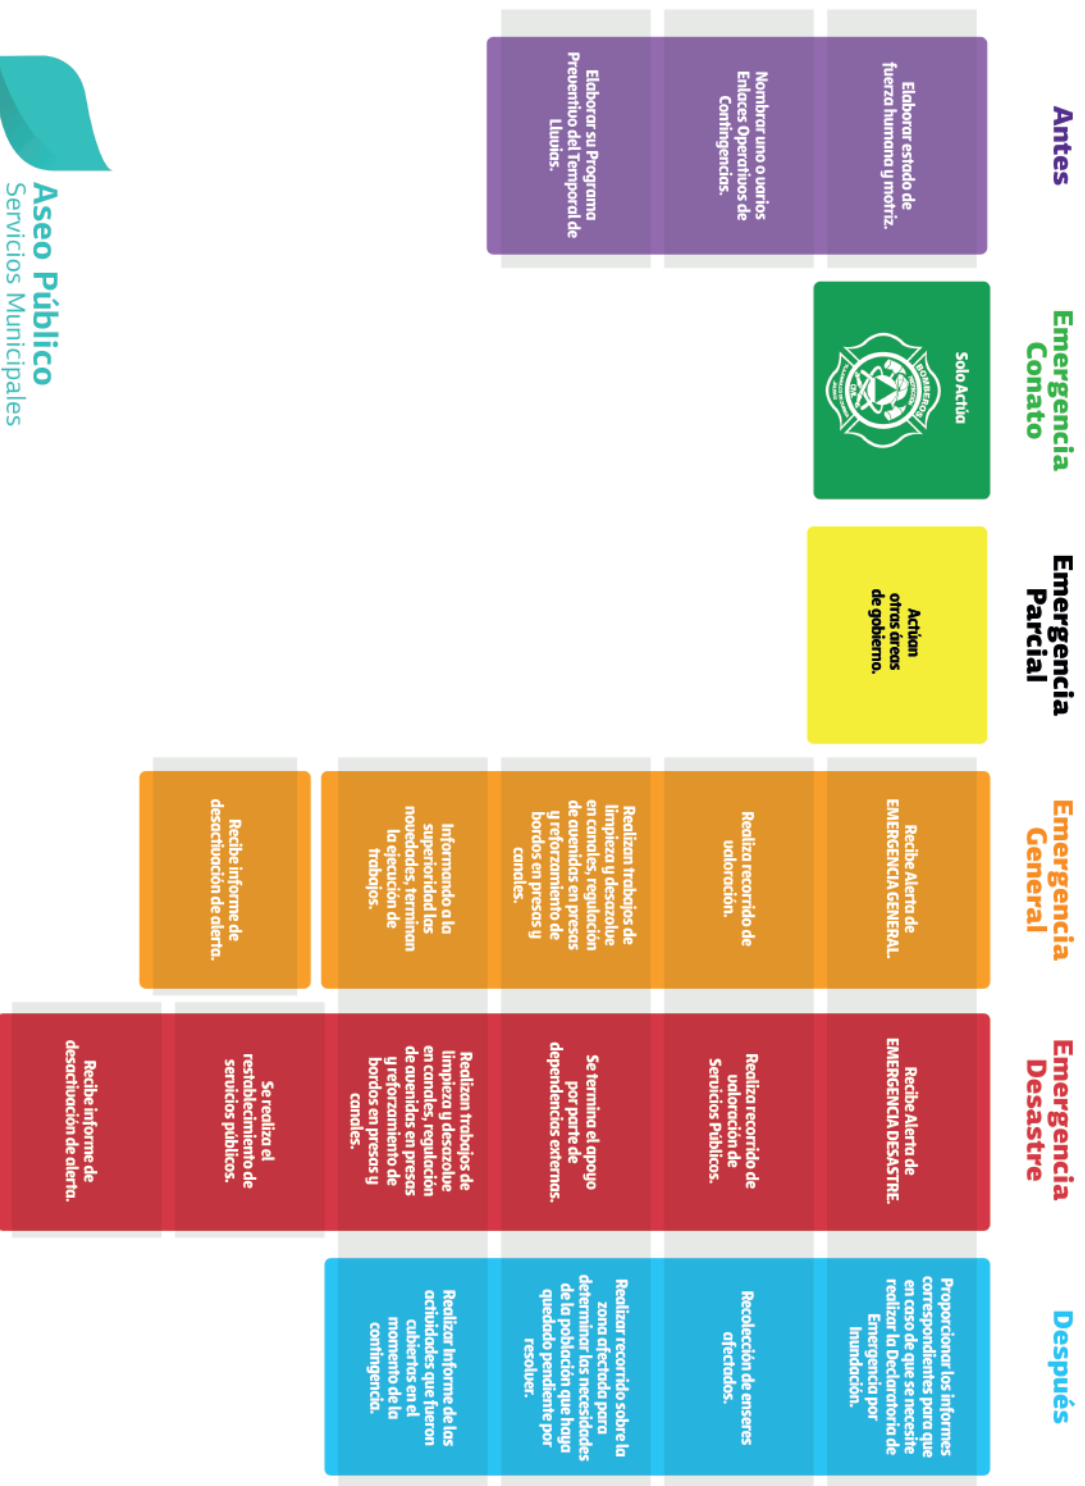 Antes
Elaborar estado de
fuerza humana y motriz.
Nombrar uno o varios
Enlaces Operativos de
Contingencias.
Elaborar su Programa
Preventivo del Temporal de
Lluvias.
Emergencia
Conato
Solo Actúa
BOMBEROS
Emergencia
Parcial
Actúan
otras áreas
de gobierno.
Emergencia
General
Recibe Alerta de
EMERGENCIA GENERAL.
Realiza recorrido de
valoración.
Realizan trabajos de
limpieza y desazolve
en canales, regulación
de avenidas en presas
y reforzamiento de
bordos en presas y
canales.
Informando a la
superioridad las
novedades, terminan
la ejecución de
trabajos.
Recibe informe de
desactivación de alerta.
Emergencia
Desastre
Recibe Alerta de
EMERGENCIA DESASTRE.
Realiza recorrido de
valoración de
Servicios Públicos.
Se termina el apoyo
por parte de
dependencias externas.
Realizan trabajos de
limpieza y desazolve
en canales, regulación
de avenidas en presas
y reforzamiento de
bordos en presas y
canales.
Se realiza el
restablecimiento de
servicios públicos.
Recibe informe de
desactivación de alerta.
Después
Proporcionar los informes
correspondientes para que
en caso de que se necesite
realizar la Declaratoria de
Emergencia por
Inundación.
Recolección de enseres
afectados.
Realizar recorrido sobre la
zona afectada para
determinar las necesidades
de la población que haya
quedado pendiente por
resolver.
Realizar Informe de las
actividades que fueron
cubiertas en el
momento de la
contingencia.
Aseo Público
Servicios Municipales